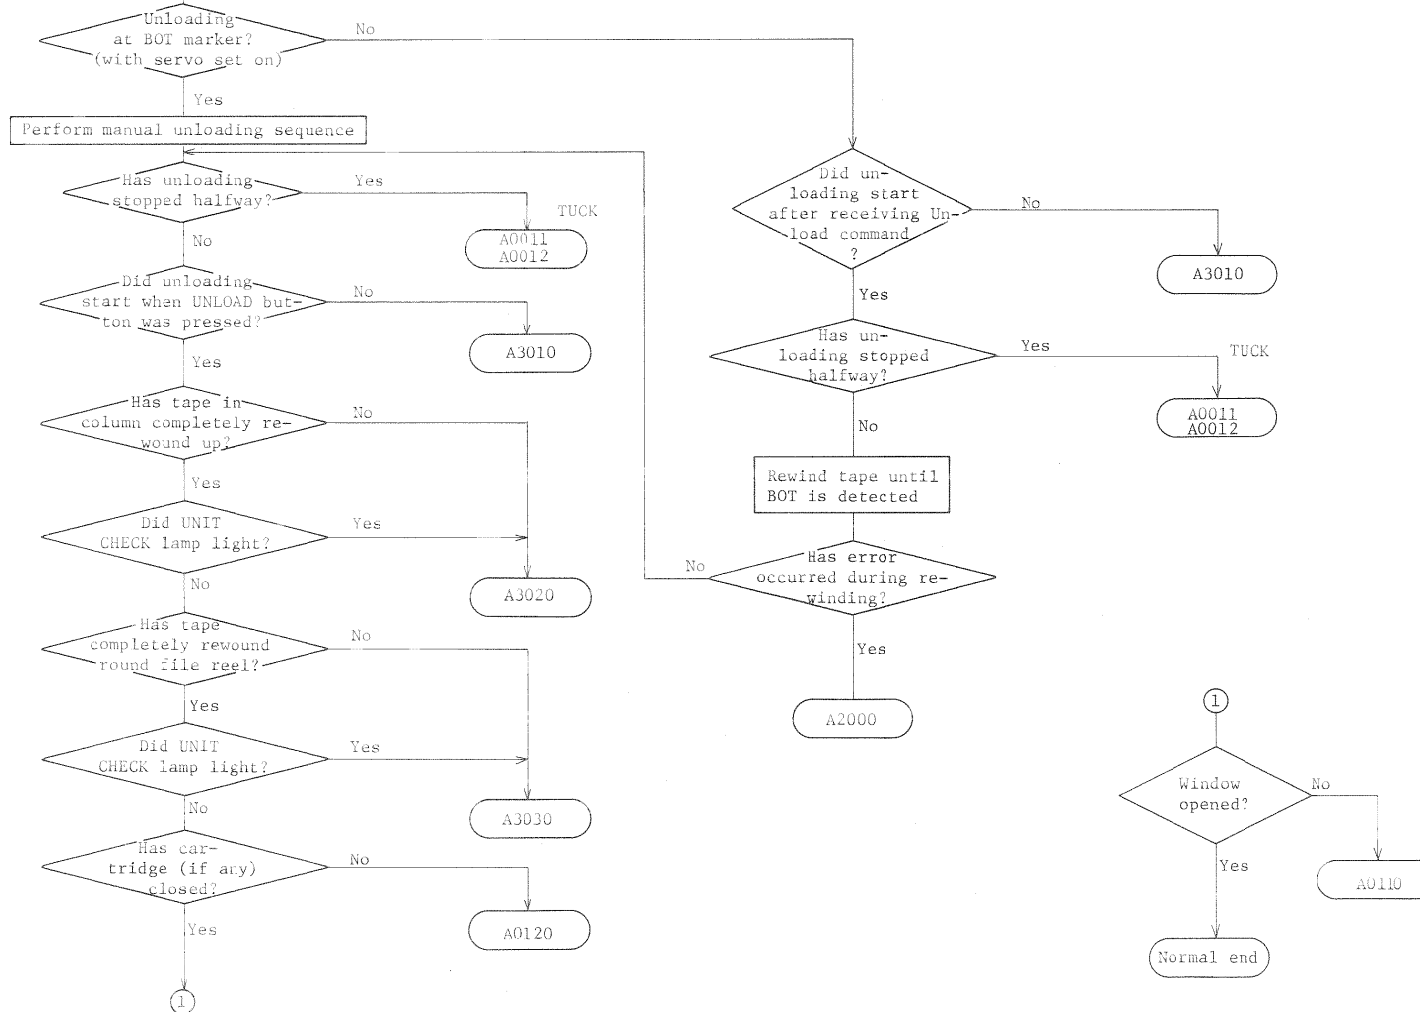 Unloading
at BOT marker?
(with servo set on)
No
Yes
Perform manual unloading sequence
Has unloading
stopped halfway?
Yes
TUCK
A0011
A0012
No
Did unloading
start when UNLOAD but-
ton was pressed?
No
A3010
Yes
Has tape in
column completely re-
wound up?
No
Yes
Did UNIT
CHECK lamp light?
Yes
A3020
No
Has tape
completely rewound
round file reel?
No
Yes
Did UNIT
CHECK lamp light?
Yes
A3030
No
Has car-
tridge (if any)
closed?
No
A0120
Yes
1
Did un-
loading start
after receiving Un-
load command
?
No
A3010
Yes
Has un-
loading stopped
halfway?
Yes
TUCK
A0011
A0012
No
Rewind tape until
BOT is detected
Has error
occurred during re-
winding?
No
Yes
A2000
1
Window
opened?
No
A0110
Yes
Normal end